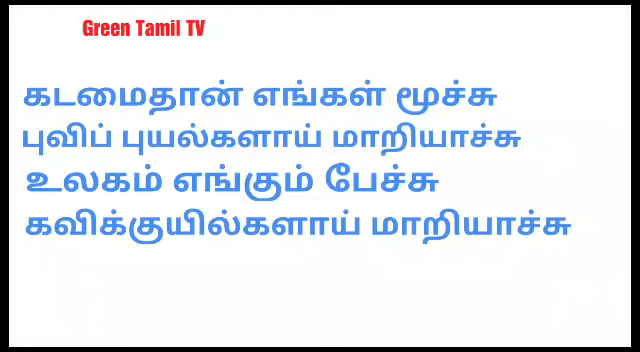 Green Tamil TV
கடமைதான் எங்கள் மூச்சு
புவிப் புயல்களாய் மாறியாச்சு
உலகம் எங்கும் பேச்சு
கவிக்குயில்களாய் மாறியாச்சு